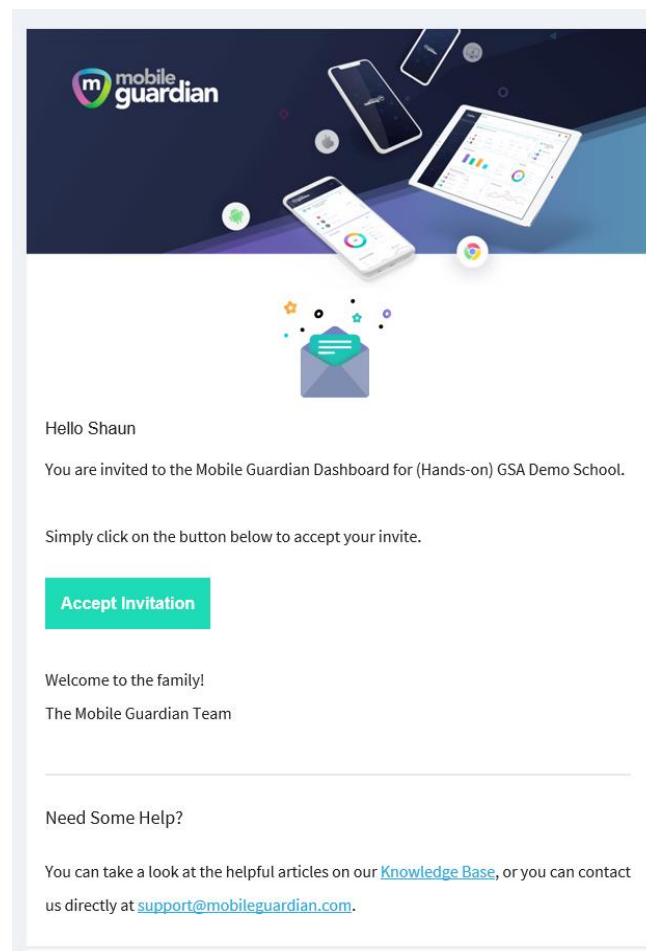 m mobile
guardian
Hello Shaun
You are invited to the Mobile Guardian Dashboard for (Hands-on) GSA Demo School.
Simply click on the button below to accept your invite.
Accept Invitation
Welcome to the family!
The Mobile Guardian Team
Need Some Help?
You can take a look at the helpful articles on our Knowledge Base, or you can contact
us directly at support@mobileguardian.com.